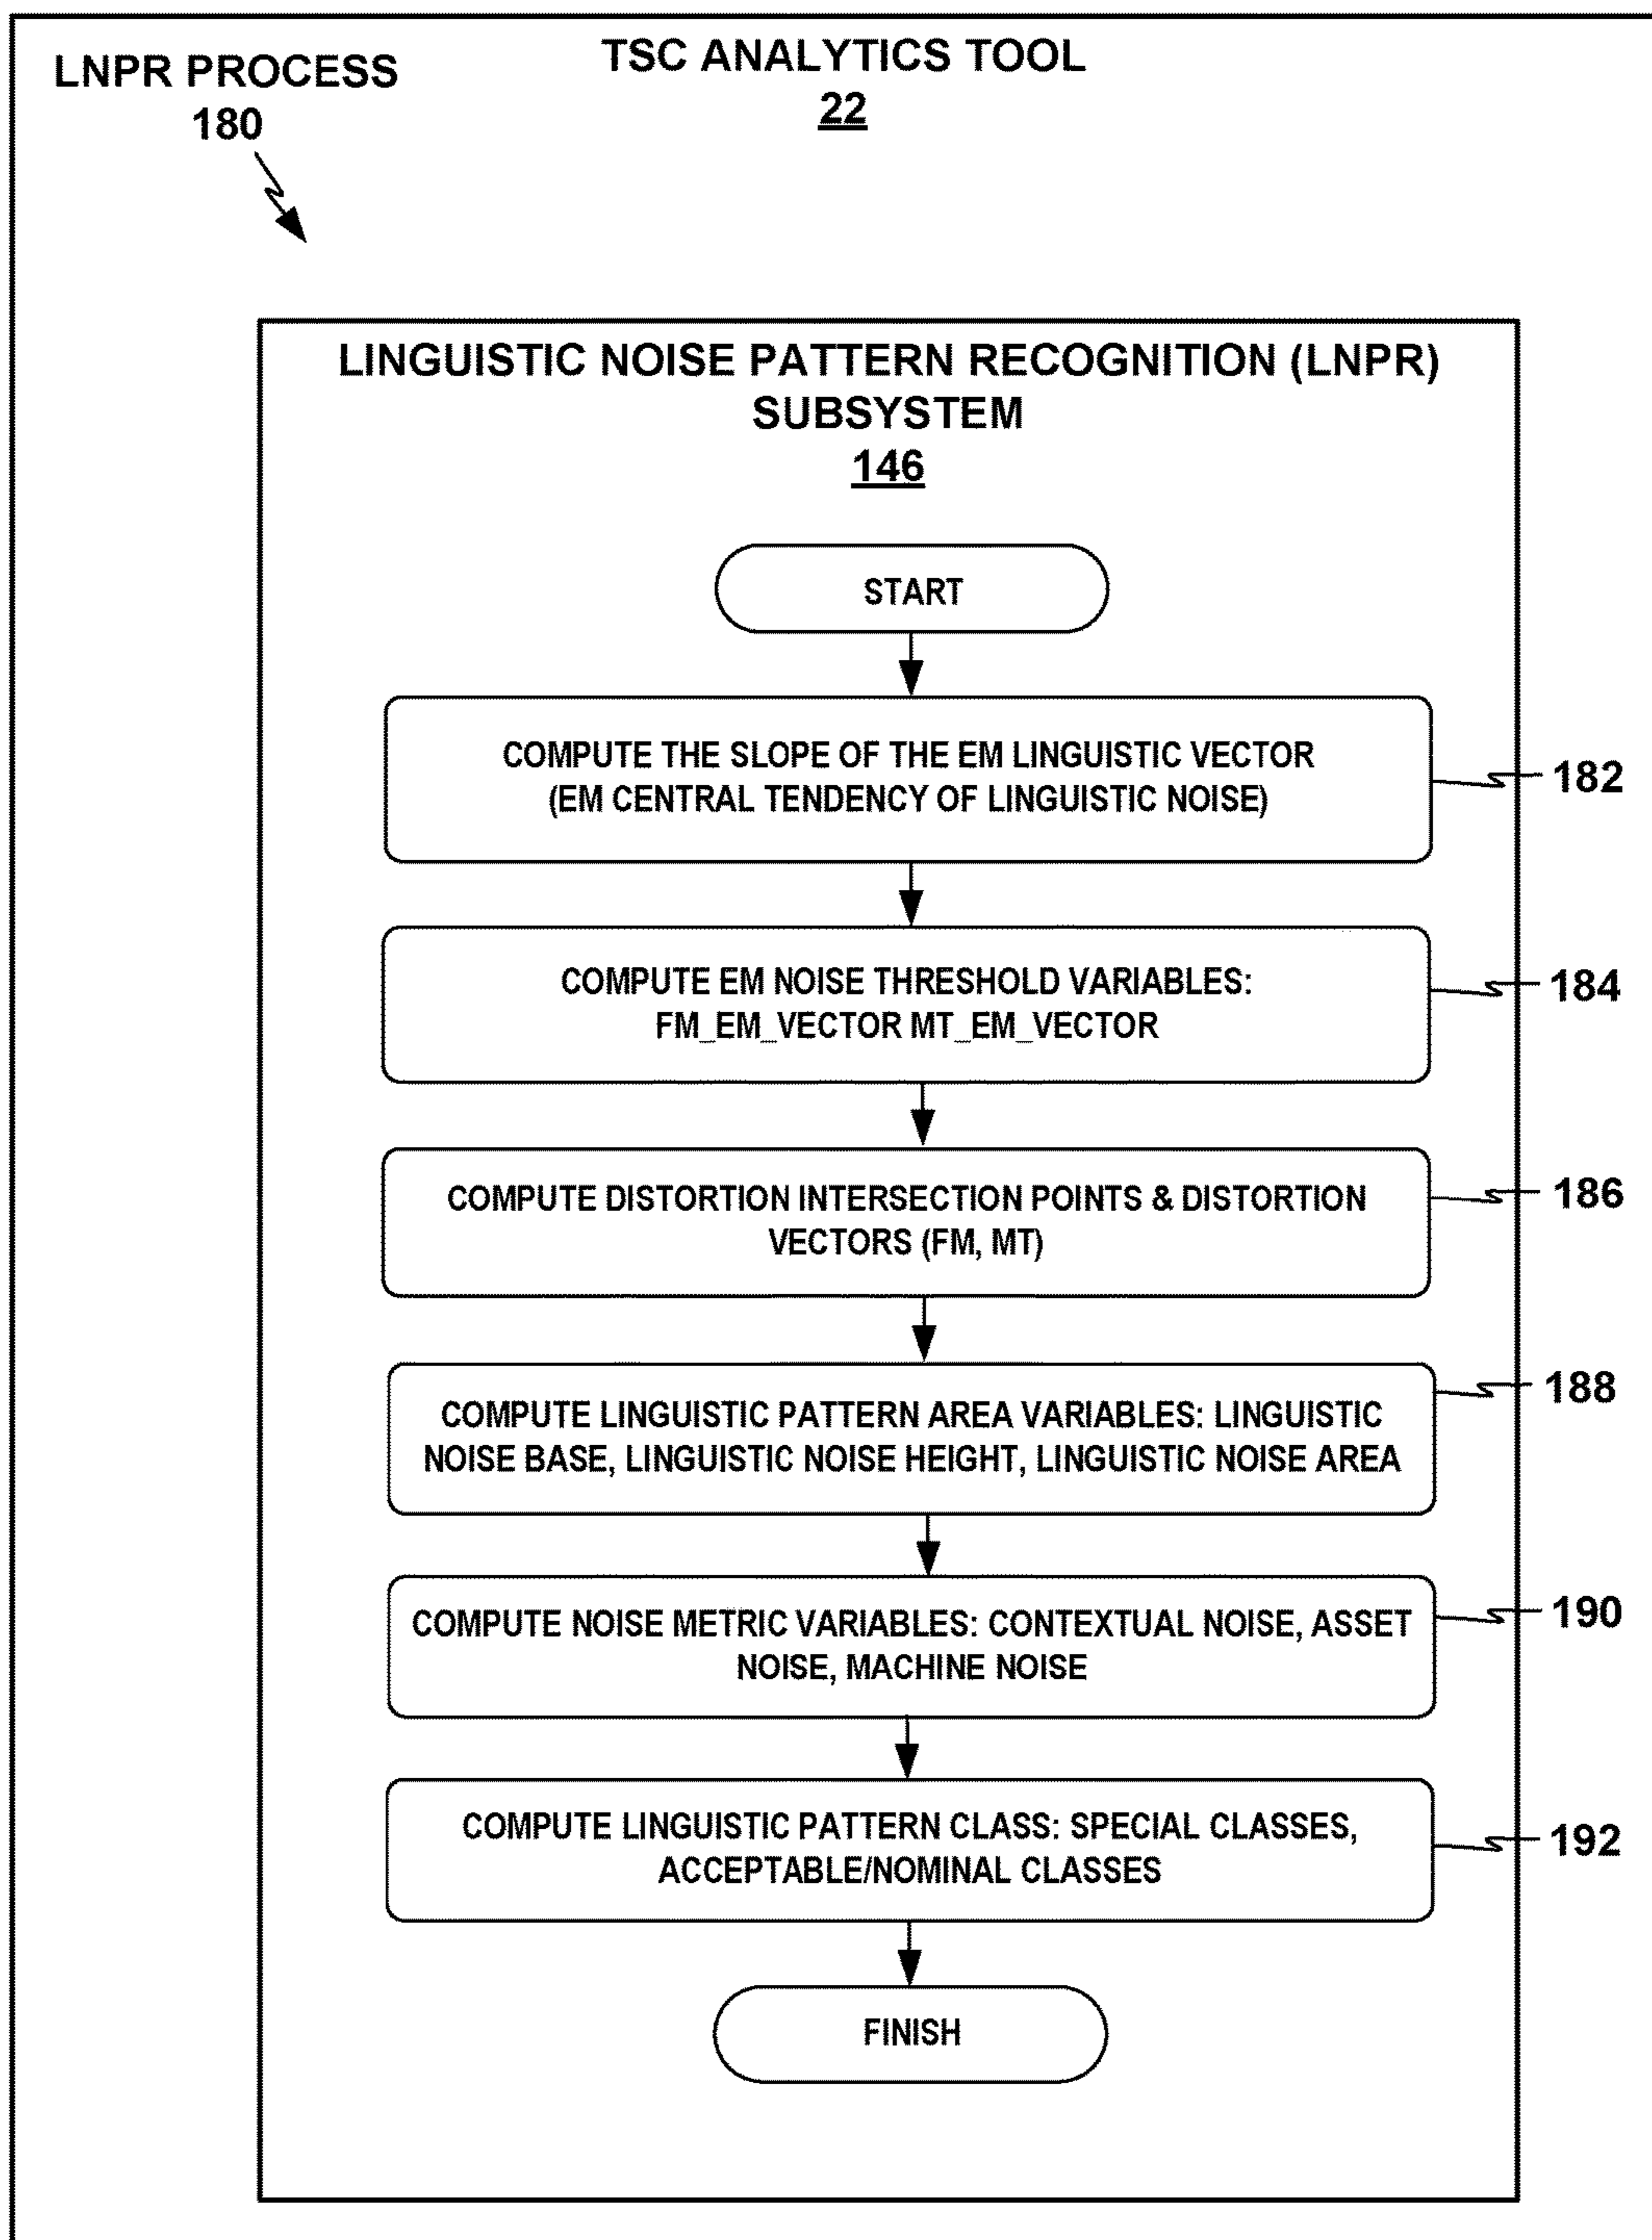 LNPR PROCESS
180
TSC ANALYTICS TOOL
22
LINGUISTIC NOISE PATTERN RECOGNITION (LNPR)
SUBSYSTEM
146
START
COMPUTE THE SLOPE OF THE EM LINGUISTIC VECTOR
(EM CENTRAL TENDENCY OF LINGUISTIC NOISE)
182
COMPUTE EM NOISE THRESHOLD VARIABLES:
FM_EM_VECTOR MT_EM_VECTOR
184
COMPUTE DISTORTION INTERSECTION POINTS & DISTORTION
VECTORS (FM, MT)
186
COMPUTE LINGUISTIC PATTERN AREA VARIABLES: LINGUISTIC
NOISE BASE, LINGUISTIC NOISE HEIGHT, LINGUISTIC NOISE AREA
188
COMPUTE NOISE METRIC VARIABLES: CONTEXTUAL NOISE, ASSET
NOISE, MACHINE NOISE
190
COMPUTE LINGUISTIC PATTERN CLASS: SPECIAL CLASSES,
ACCEPTABLE/NOMINAL CLASSES
192
FINISH